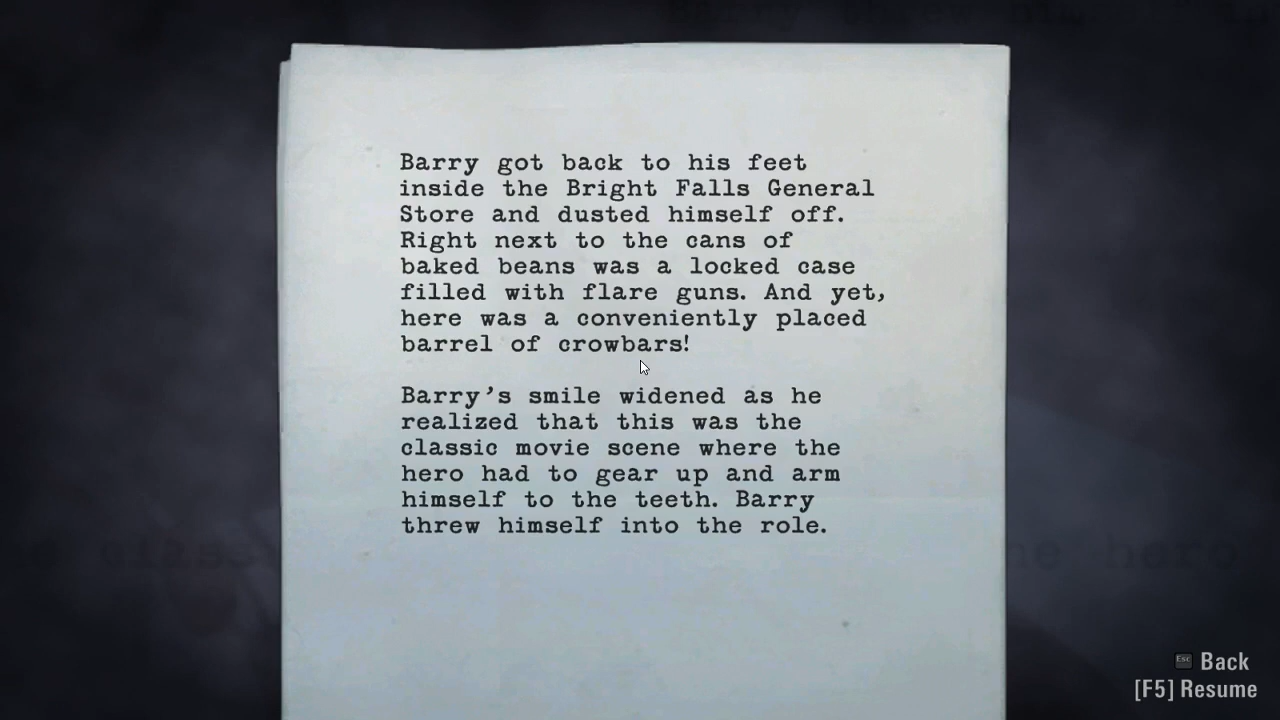 Barry got back to his feet
inside the Bright Falls General
Store and dusted himself off.
Right next to the cans of
baked beans was a locked case
filled with flare guns. And yet,
here was a conveniently placed
barrel of crowbars!
Barry's smile widened as he
realized that this was the
classic movie scene where the
hero had to gear up and arm
himself to the teeth. Barry
threw himself into the role.
the hero
Esc Back
[F5] Resume